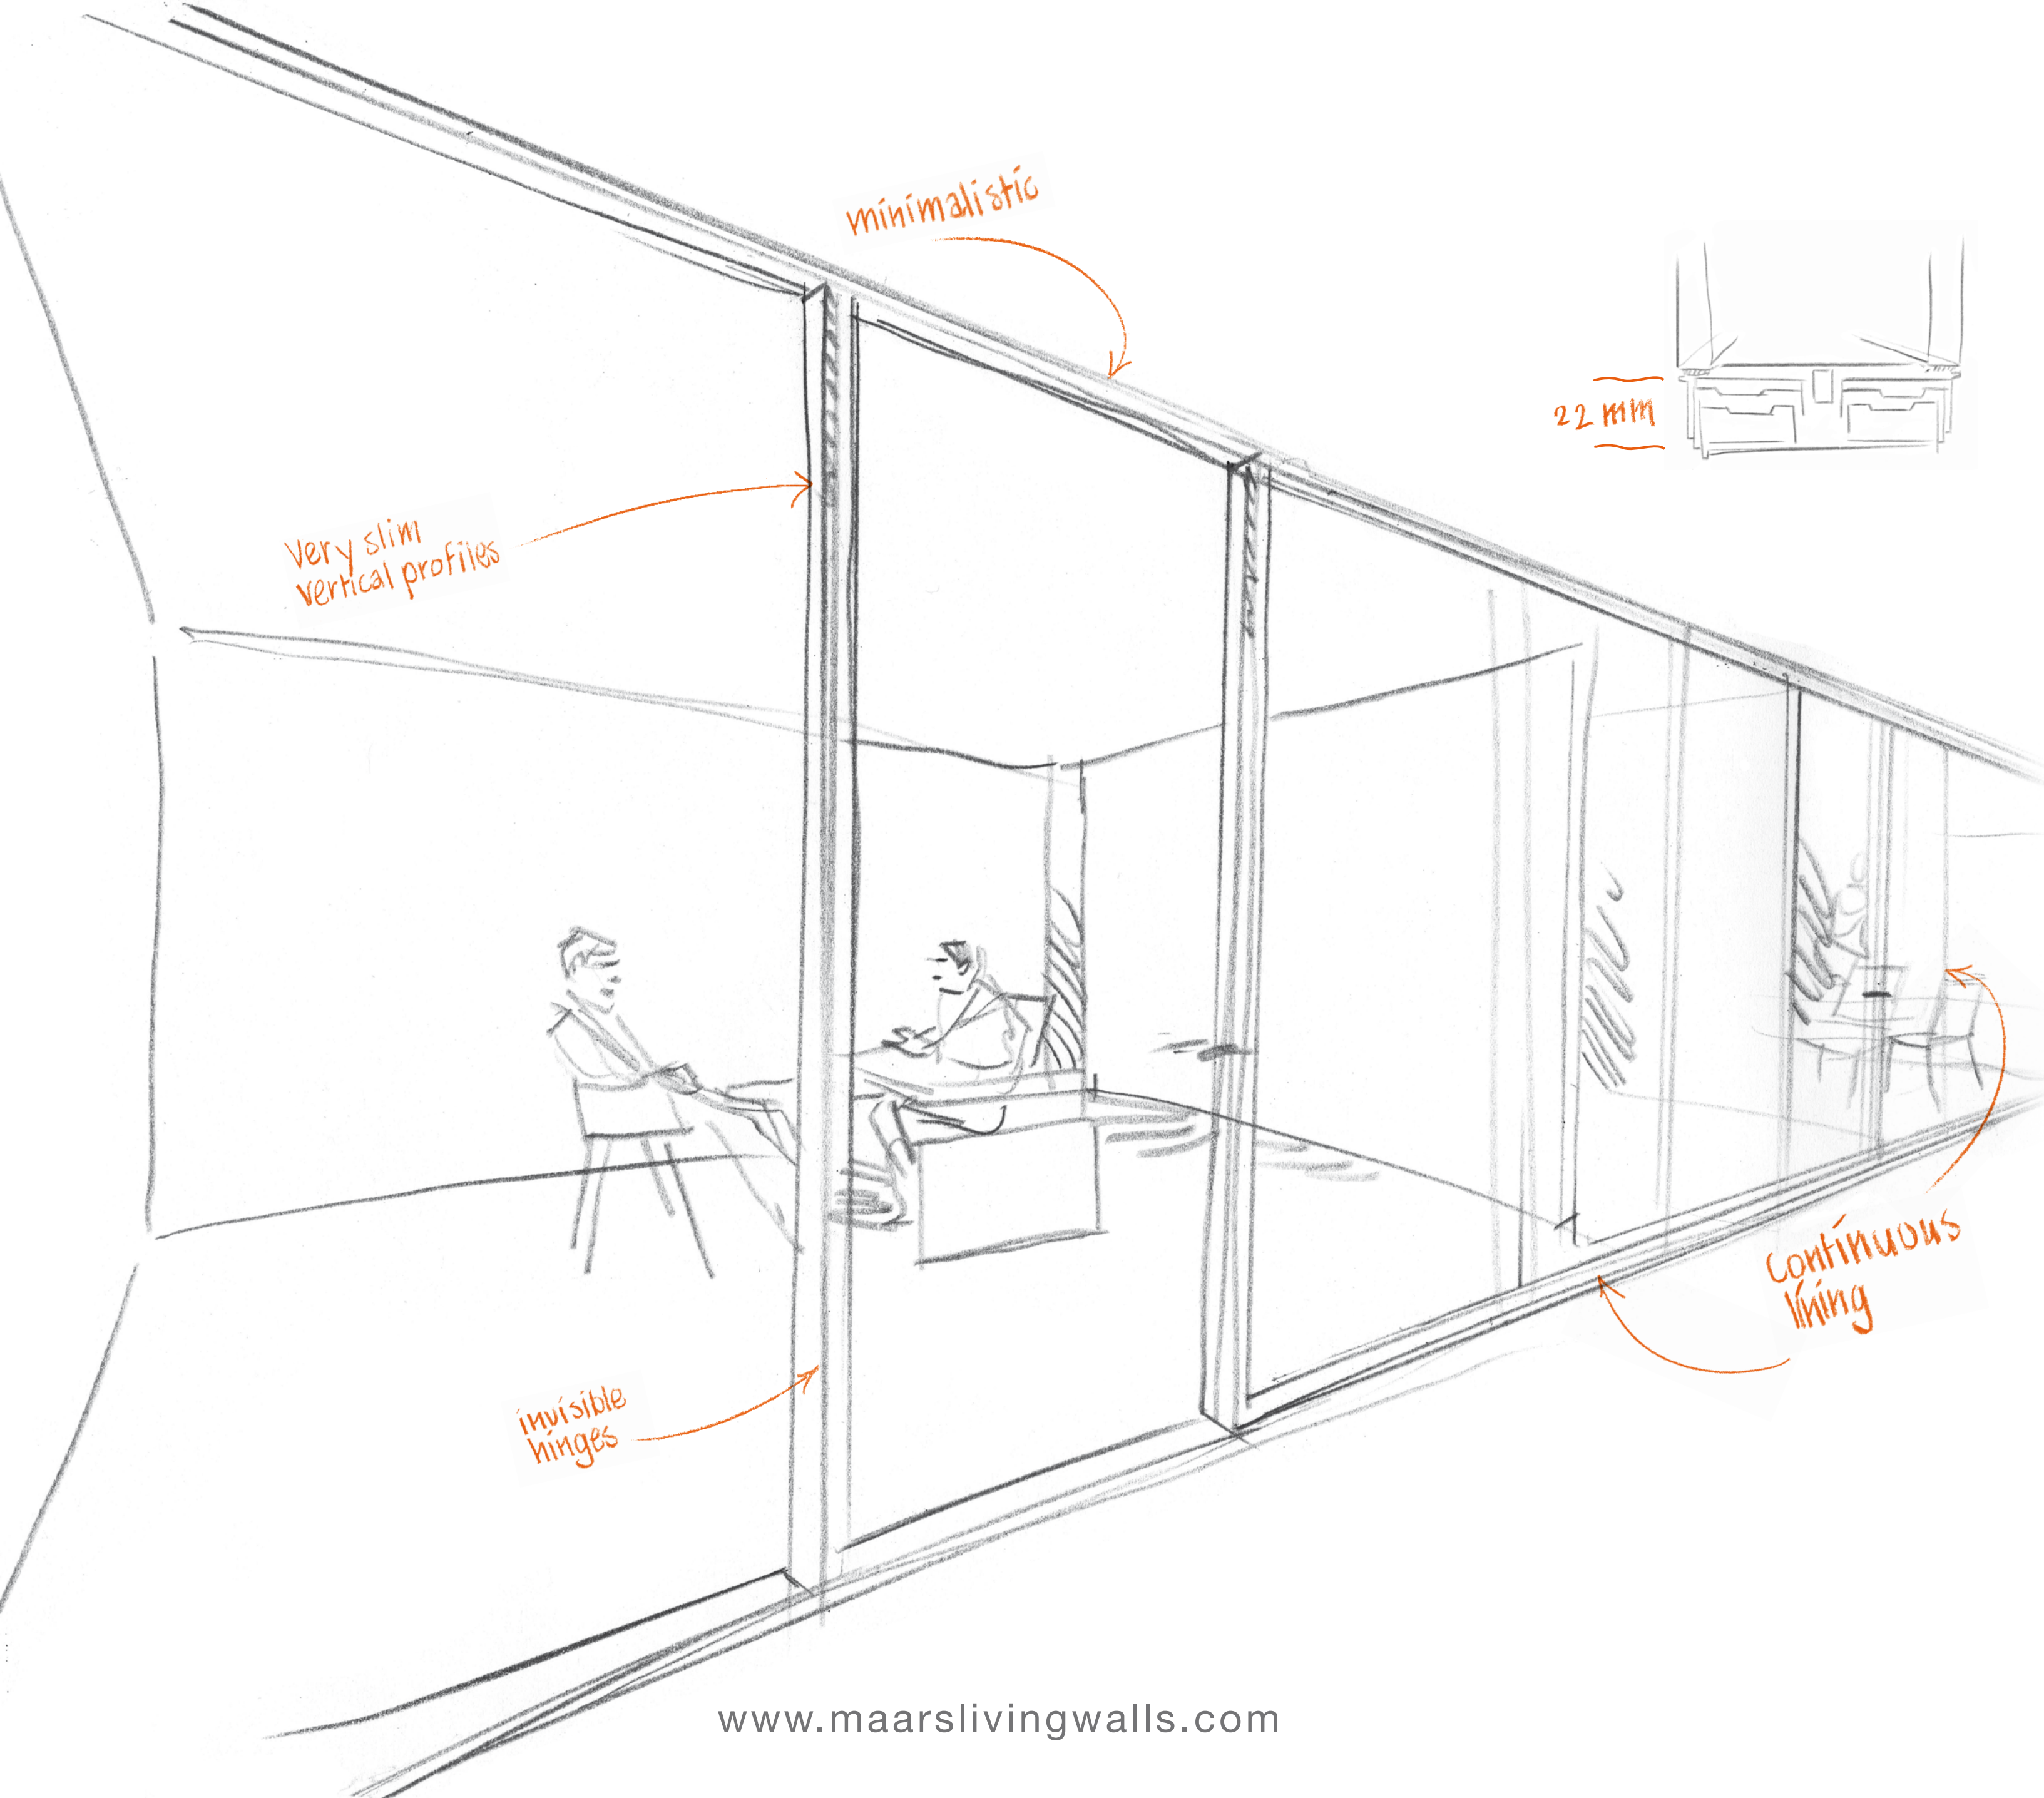 minimalistic
22 mm
very slim
vertical profiles
continuous
lining
invisible
hinges
www.maarslivingwalls.com